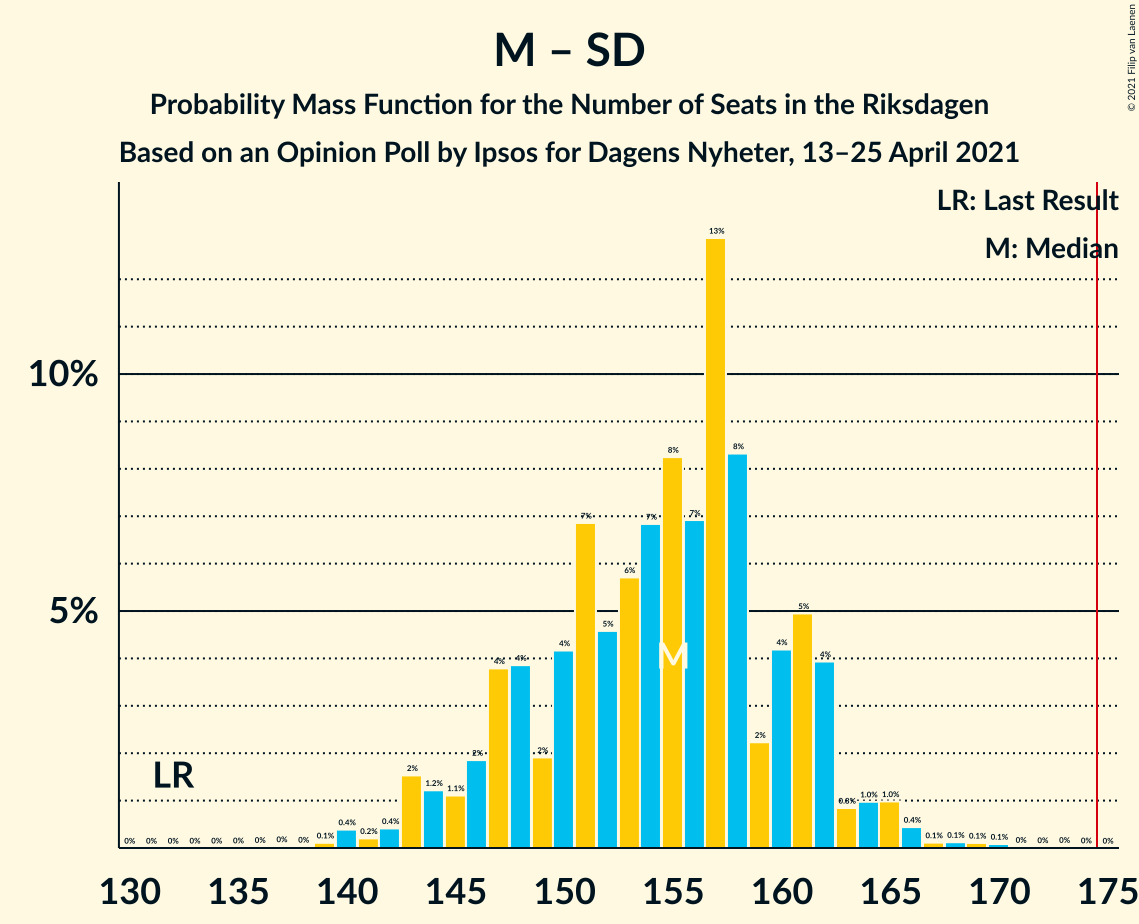 © 2021 Filip van Laenen
M – SD
Probability Mass Function for the Number of Seats in the Riksdagen
Based on an Opinion Poll by Ipsos for Dagens Nyheter, 13–25 April 2021
LR: Last Result
M: Median
10%
5%
0% 0% 0% 0% 0% 0% 0% 0% 0% 0.1% 0.4% 0.2% 0.4% 2% 1.2% 1.1% 2% 4% 4% 2% 4% 7% 5% 6% 7% 8% 7% 13% 8% 2% 4% 5% 4% 0.8% 1.0% 1.0% 0.4% 0.1% 0.1% 0.1% 0.1% 0% 0% 0% 0% 0%
M
LR
130 135 140 145 150 155 160 165 170 175